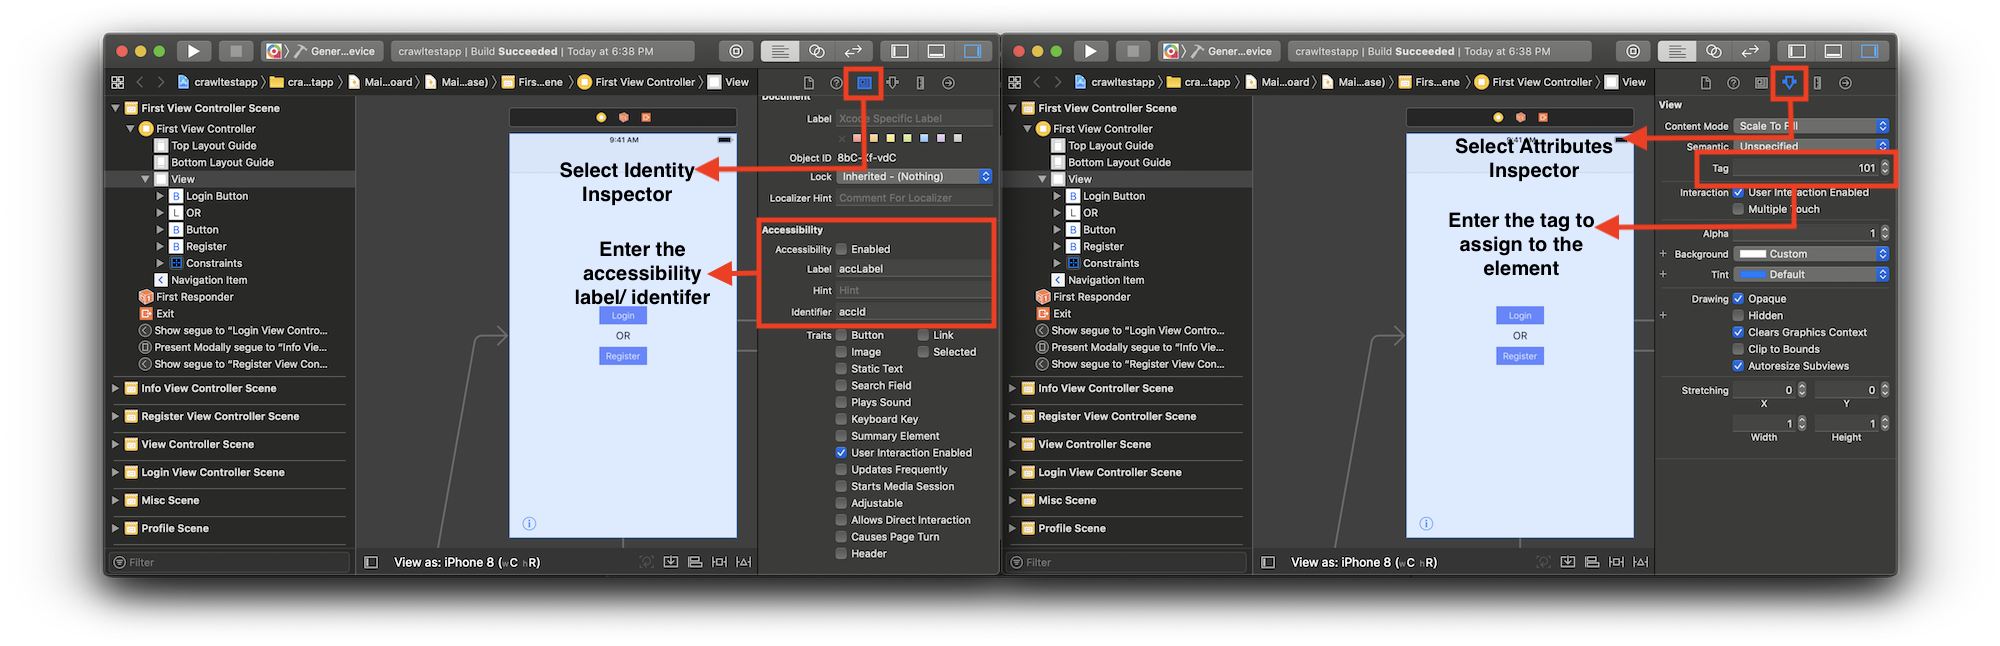 Gener...evice
crawltestapp | Build Succeeded | Today at 6:38 PM
crawltestapp
cra...tapp
Mai...oard
Mai...ase)
Firs...ene
First View Controller
View
First View Controller Scene
First View Controller
Top Layout Guide
Bottom Layout Guide
View
B Login Button
L OR
B Button
B Register
Constraints
Navigation Item
First Responder
Exit
Show segue to "Login View Contro...
Present Modally segue to "Info Vie...
Show segue to "Register View Con...
Info View Controller Scene
Register View Controller Scene
View Controller Scene
Login View Controller Scene
Misc Scene
Profile Scene
Filter
9:41 AM
Select Identity
Inspector
Enter the
accessibility
label/ identifer
Login
OR
Register
View as: iPhone 8 (wC hR)
Document
Label Xcode Specific Label
Object ID 8bC-Xf-vdC
Lock Inherited - (Nothing)
Localizer Hint Comment For Localizer
Accessibility
Accessibility Enabled
Label accLabel
Hint Hint
Identifier accId
Traits Button Link
Image Selected
Static Text
Search Field
Plays Sound
Keyboard Key
Summary Element
User Interaction Enabled
Updates Frequently
Starts Media Session
Adjustable
Allows Direct Interaction
Causes Page Turn
Header
Gener...evice
crawltestapp | Build Succeeded | Today at 6:38 PM
crawltestapp
cra...tapp
Mai...oard
Mai...ase)
Firs...ene
First View Controller
View
First View Controller Scene
First View Controller
Top Layout Guide
Bottom Layout Guide
View
B Login Button
L OR
B Button
B Register
Constraints
Navigation Item
First Responder
Exit
Show segue to "Login View Contro...
Present Modally segue to "Info Vie...
Show segue to "Register View Con...
Info View Controller Scene
Register View Controller Scene
View Controller Scene
Login View Controller Scene
Misc Scene
Profile Scene
Filter
9:41 AM
Select Attributes
Inspector
Enter the tag to
assign to the
element
Login
OR
Register
View as: iPhone 8 (wC hR)
View
Content Mode Scale To Fill
Semantic Unspecified
Tag 101
Interaction User Interaction Enabled
Multiple Touch
Alpha 1
Background Custom
Tint Default
Drawing Opaque
Hidden
Clears Graphics Context
Clip to Bounds
Autoresize Subviews
Stretching 0 0
X Y
1 1
Width Height